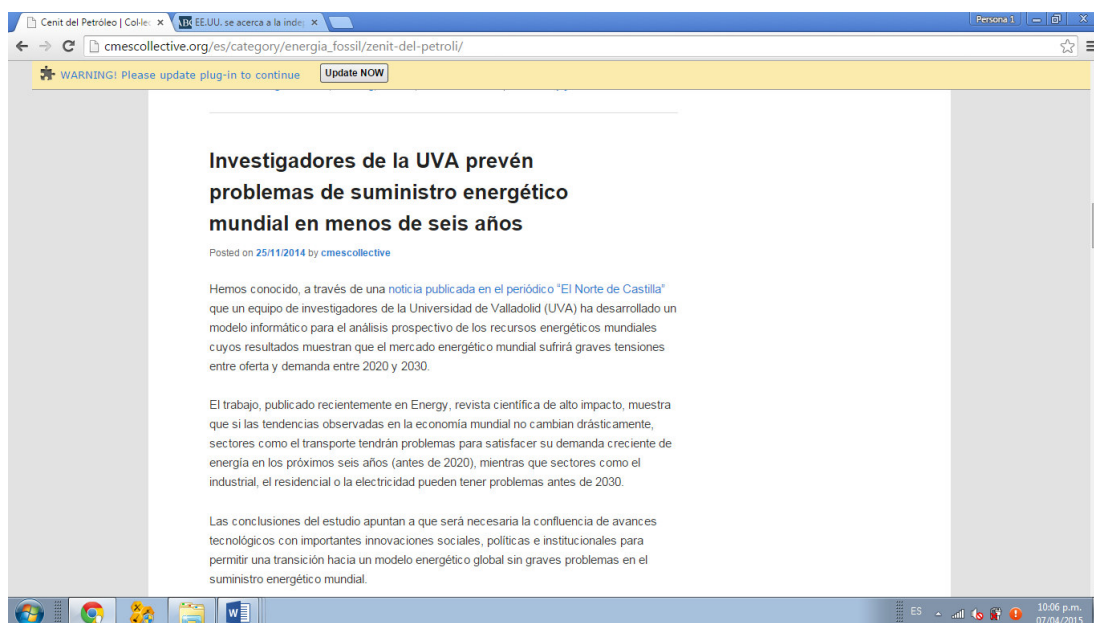 Cenit del Petróleo | Col·lec
ABC EE.UU. se acerca a la inde
Persona 1
cmescollective.org/es/category/energia_fossil/zenit-del-petroli/
WARNING! Please update plug-in to continue Update NOW
Investigadores de la UVA prevén
problemas de suministro energético
mundial en menos de seis años
Posted on 25/11/2014 by cmescollective
Hemos conocido, a través de una noticia publicada en el periódico “El Norte de Castilla”
que un equipo de investigadores de la Universidad de Valladolid (UVA) ha desarrollado un
modelo informático para el análisis prospectivo de los recursos energéticos mundiales
cuyos resultados muestran que el mercado energético mundial sufrirá graves tensiones
entre oferta y demanda entre 2020 y 2030.
El trabajo, publicado recientemente en Energy, revista científica de alto impacto, muestra
que si las tendencias observadas en la economía mundial no cambian drásticamente,
sectores como el transporte tendrán problemas para satisfacer su demanda creciente de
energía en los próximos seis años (antes de 2020), mientras que sectores como el
industrial, el residencial o la electricidad pueden tener problemas antes de 2030.
Las conclusiones del estudio apuntan a que será necesaria la confluencia de avances
tecnológicos con importantes innovaciones sociales, políticas e institucionales para
permitir una transición hacia un modelo energético global sin graves problemas en el
suministro energético mundial.
ES
10:06 p.m.
07/04/2015